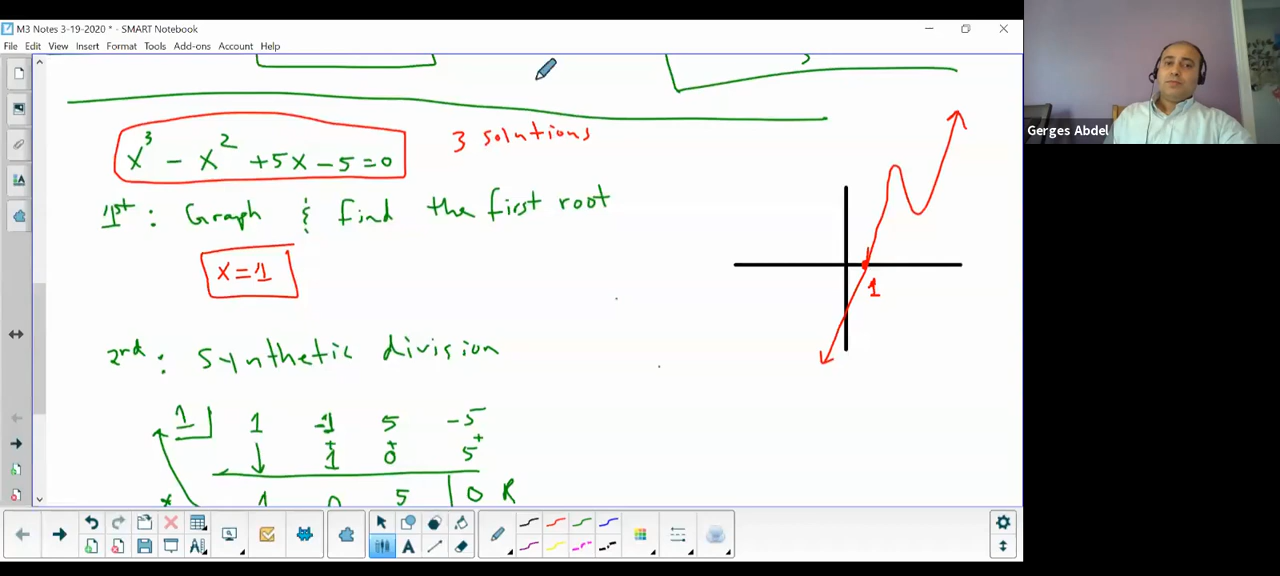 M3 Notes 3-19-2020 * - SMART Notebook
File Edit View Insert Format Tools Add-ons Account Help
Gerges Abdel
x³ - x² + 5x - 5 = 0
3 solutions
1st : Graph & find the first root
x = 1
1
2nd : Synthetic division
1 1 -1 5 -5
+ + +
1 0 5
* 1 0 5 0 R